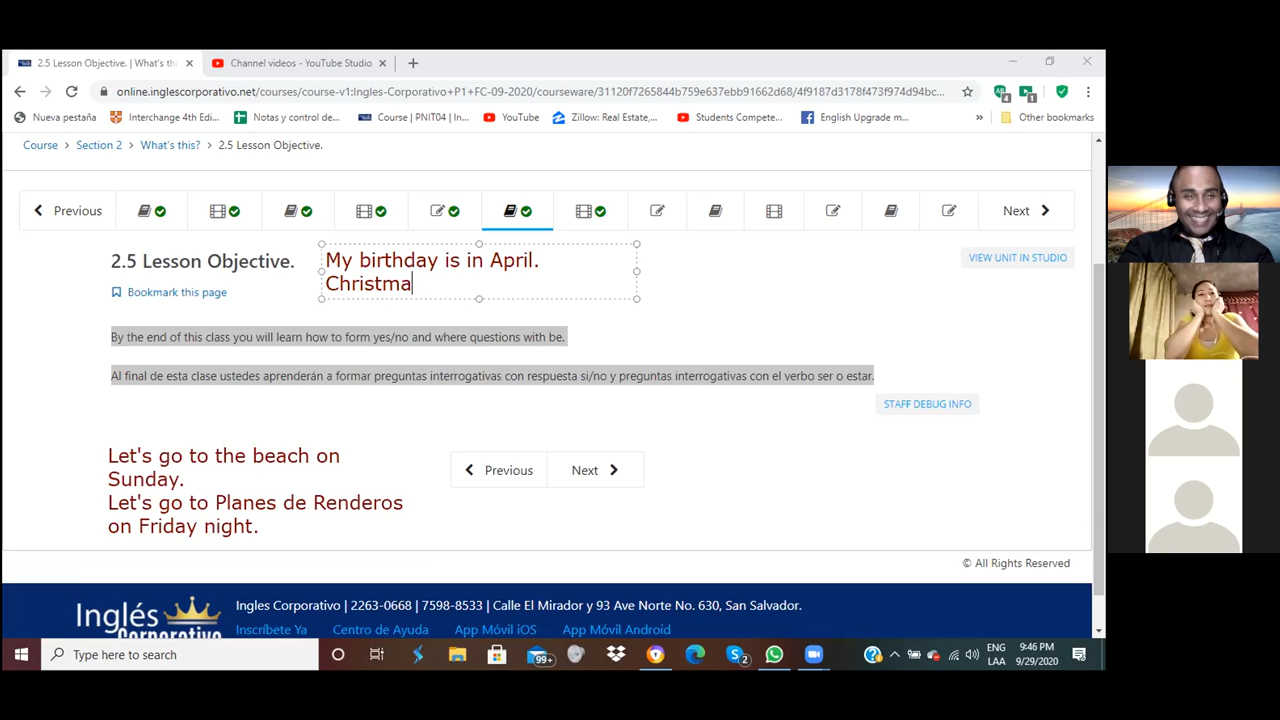 2.5 Lesson Objective. | What's thi
Channel videos - YouTube Studio
online.inglescorporativo.net/courses/course-v1:Ingles-Corporativo+P1+FC-09-2020/courseware/31120f7265844b759e637ebb91662d68/4f9187d3178f473f974d94bc...
4
1
Nueva pestaña
Interchange 4th Edi...
Notas y control de...
Course | PNIT04 | In...
YouTube
Zillow: Real Estate,...
Students Compete...
English Upgrade m...
»
Other bookmarks
Course > Section 2 > What's this? > 2.5 Lesson Objective.
Previous
Next
2.5 Lesson Objective.
My birthday is in April.
Christma
VIEW UNIT IN STUDIO
Bookmark this page
By the end of this class you will learn how to form yes/no and where questions with be.
Al final de esta clase ustedes aprenderán a formar preguntas interrogativas con respuesta si/no y preguntas interrogativas con el verbo ser o estar.
STAFF DEBUG INFO
Let's go to the beach on
Sunday.
Let's go to Planes de Renderos
on Friday night.
Previous
Next
© All Rights Reserved
Inglés
Corporativo
Ingles Corporativo | 2263-0668 | 7598-8533 | Calle El Mirador y 93 Ave Norte No. 630, San Salvador.
Inscríbete Ya
Centro de Ayuda
App Móvil iOS
App Móvil Android
Type here to search
99+
2
ENG
LAA
9:46 PM
9/29/2020